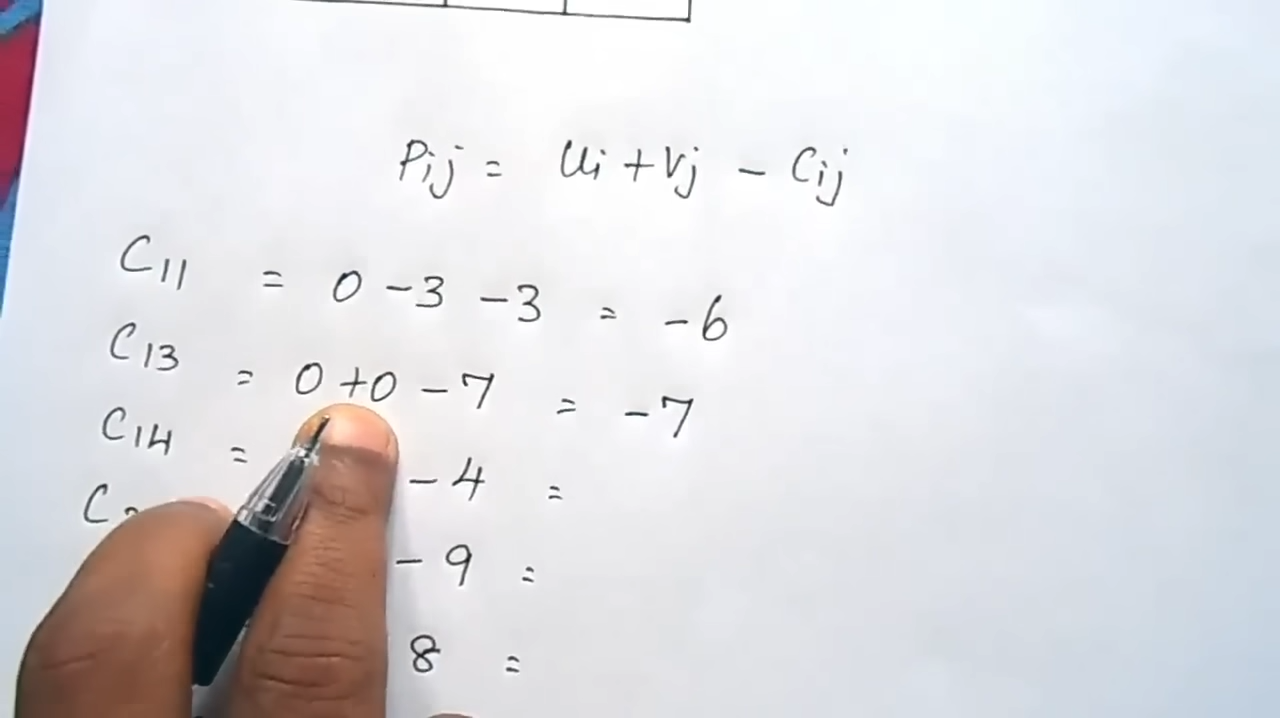 Pij = Ui + Vj - Cij
C11 = 0 - 3 - 3 = -6
C13 = 0 + 0 - 7 = -7
C14 = - 4 =
C - 9 =
8 =